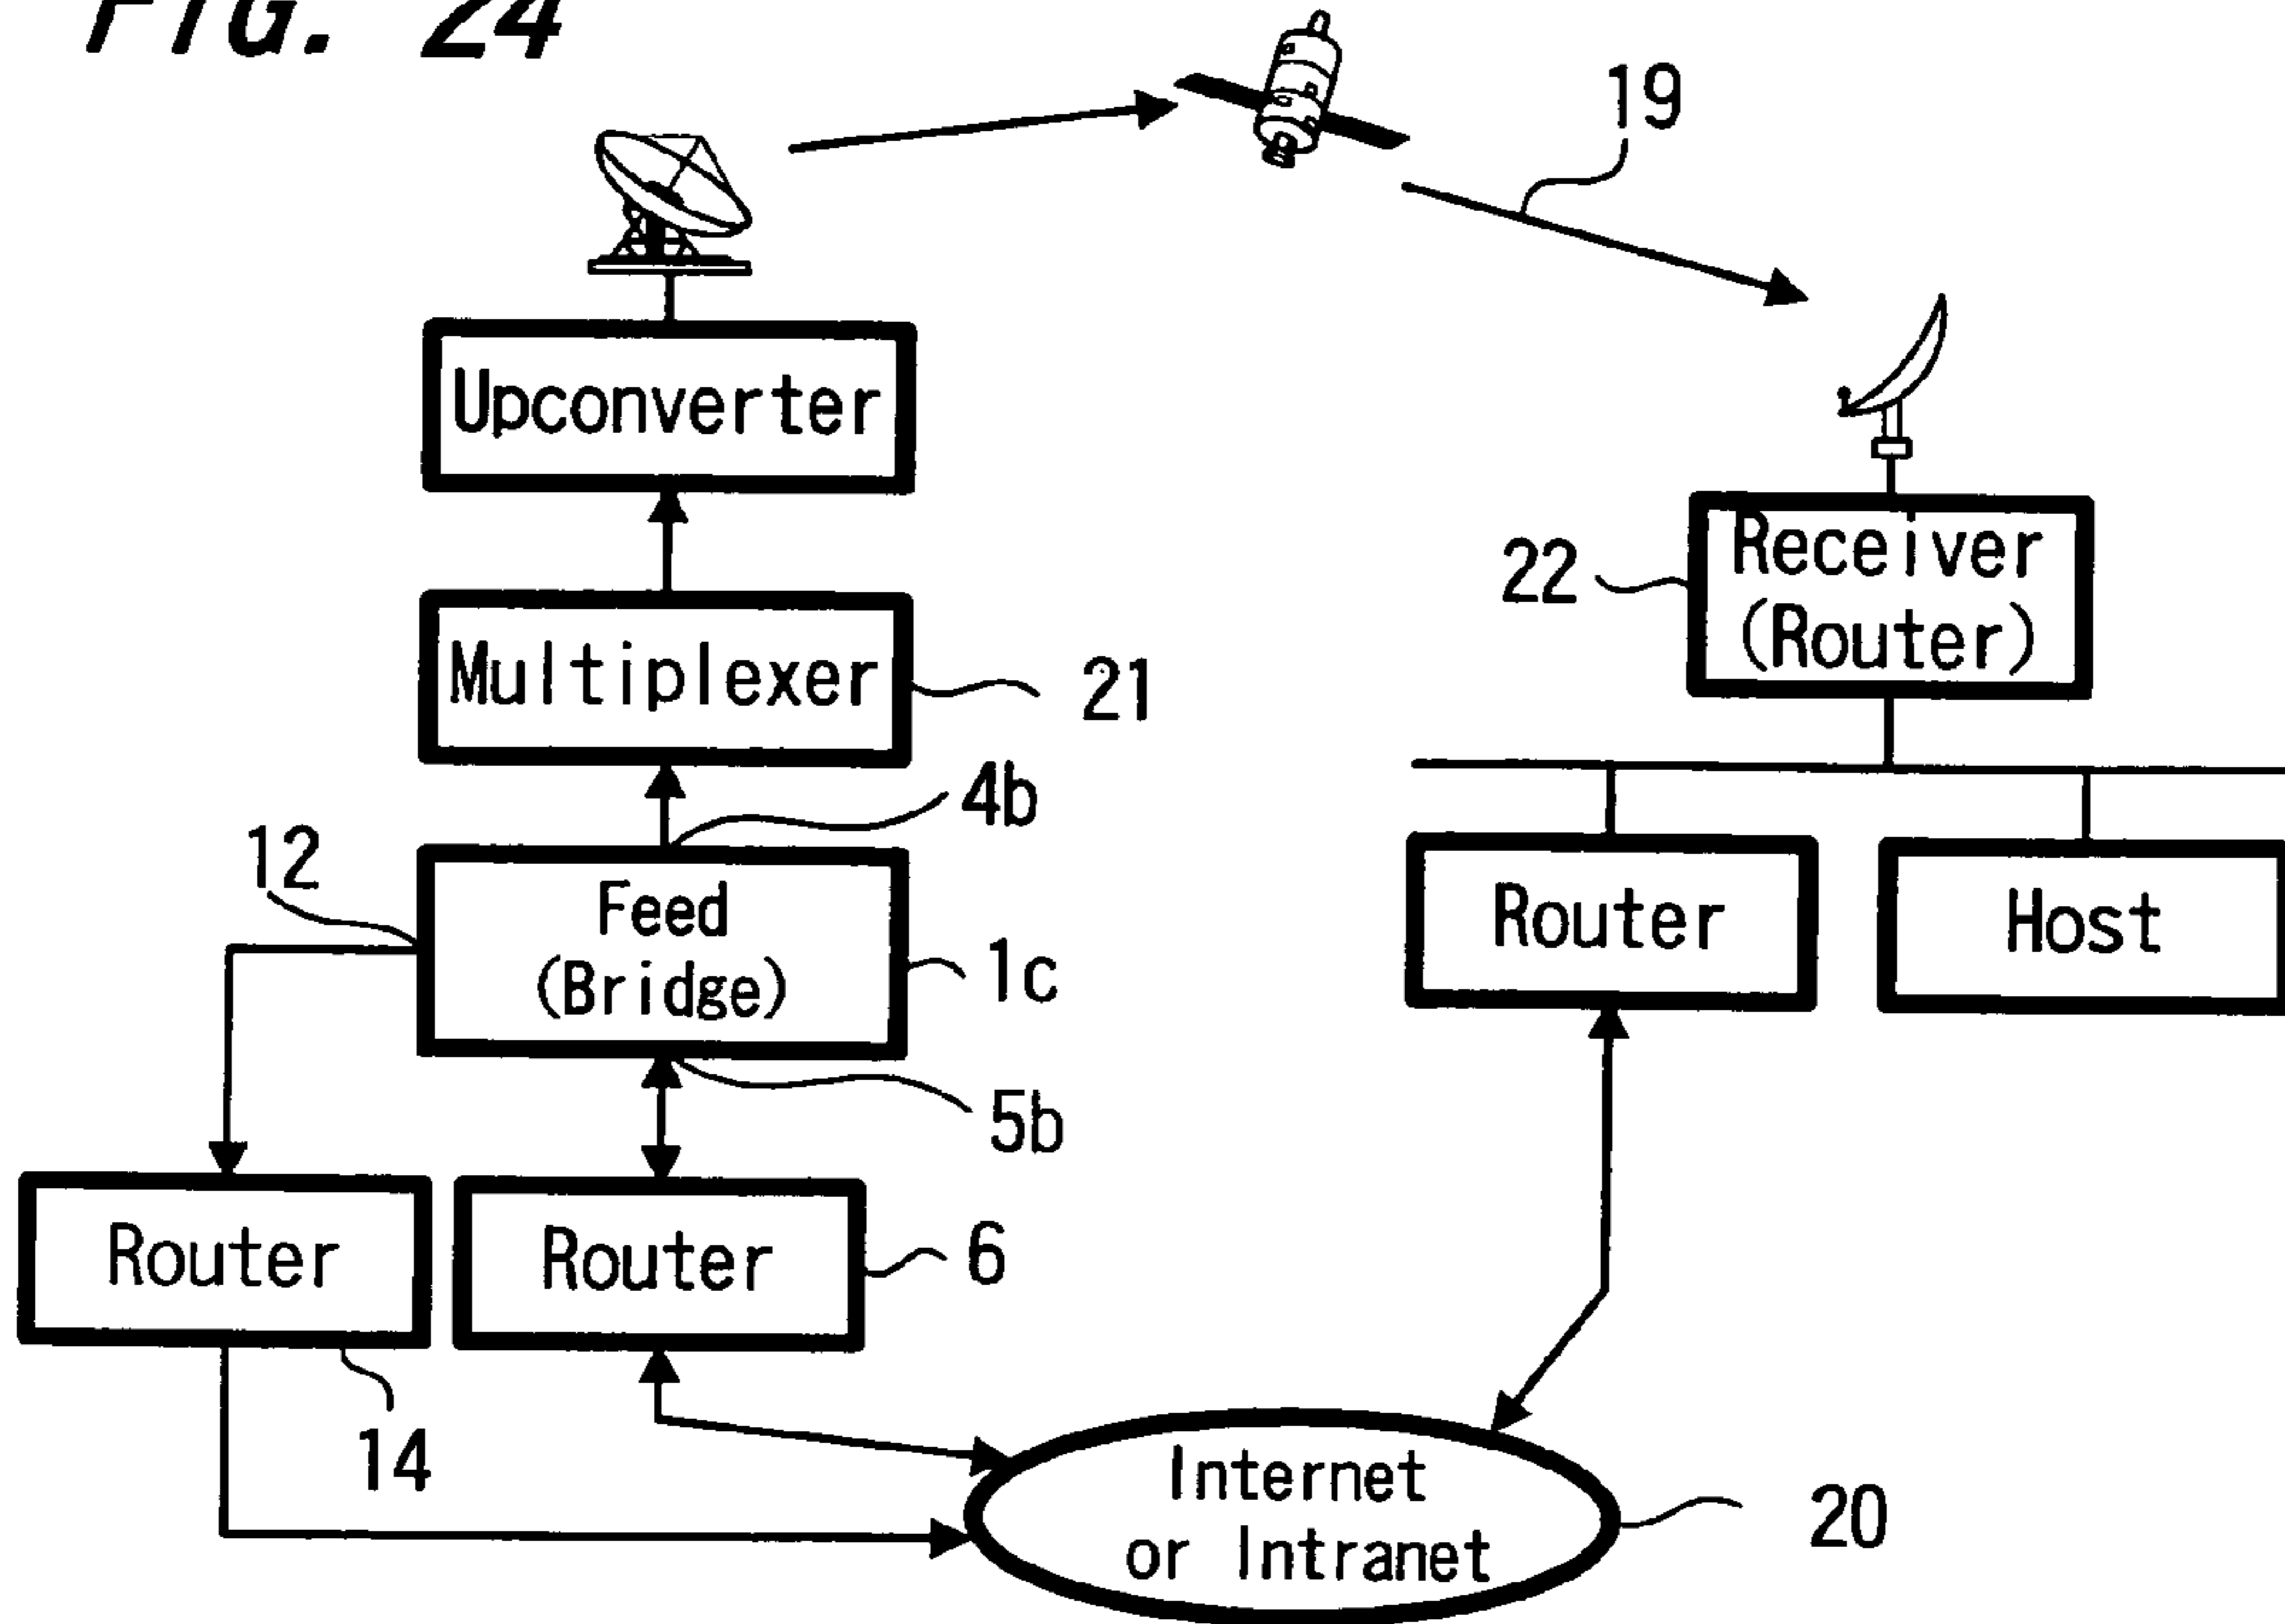 FIG. 24
19
Upconverter
22
Receiver
(Router)
Multiplexer
21
4b
12
Feed
(Bridge)
1c
Router
Host
5b
Router
Router
6
14
Internet
or Intranet
20